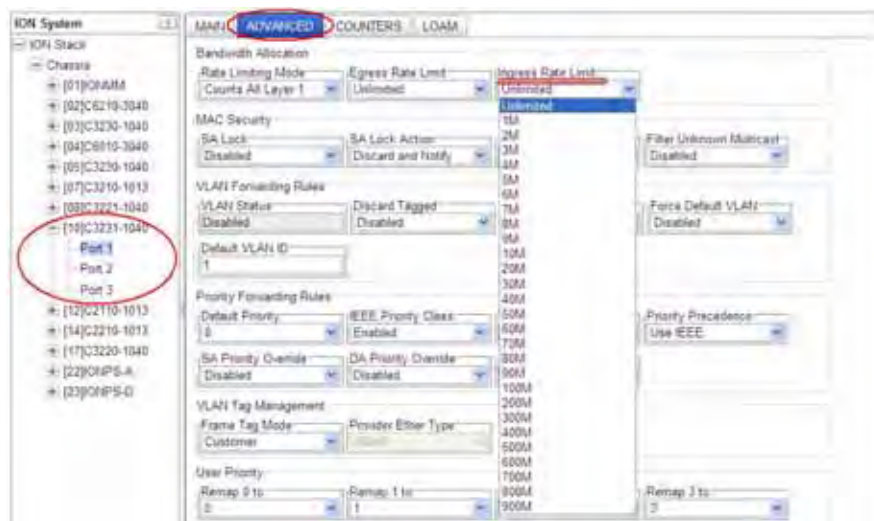 ION System
ION Stack
Chassis
[01]IONMM
[02]C6210-3040
[03]C3230-1040
[04]C6010-3040
[05]C3230-1040
[07]C3210-1013
[08]C3221-1040
[10]C3231-1040
Port 1
Port 2
Port 3
[12]C2110-1013
[14]C2210-1013
[17]C3220-1040
[22]IONPS-A
[23]IONPS-D
MAIN ADVANCED COUNTERS LOAM
Bandwidth Allocation
Rate Limiting Mode Egress Rate Limit Ingress Rate Limit
Counts All Layer 1 Unlimited Unlimited
Unlimited
1M
2M
3M
4M
5M
6M
7M
8M
9M
10M
20M
30M
40M
50M
60M
70M
80M
90M
100M
200M
300M
400M
500M
600M
700M
800M
900M
MAC Security
SA Lock SA Lock Action Filter Unknown Multicast
Disabled Discard and Notify Disabled
VLAN Forwarding Rules
VLAN Status Discard Tagged Force Default VLAN
Disabled Disabled Disabled
Default VLAN ID
1
Priority Forwarding Rules
Default Priority IEEE Priority Class Priority Precedence
0 Enabled Use IEEE
SA Priority Override DA Priority Override
Disabled Disabled
VLAN Tag Management
Frame Tag Mode Provider Ether Type
Customer
User Priority
Remap 0 to Remap 1 to Remap 3 to
0 1 3